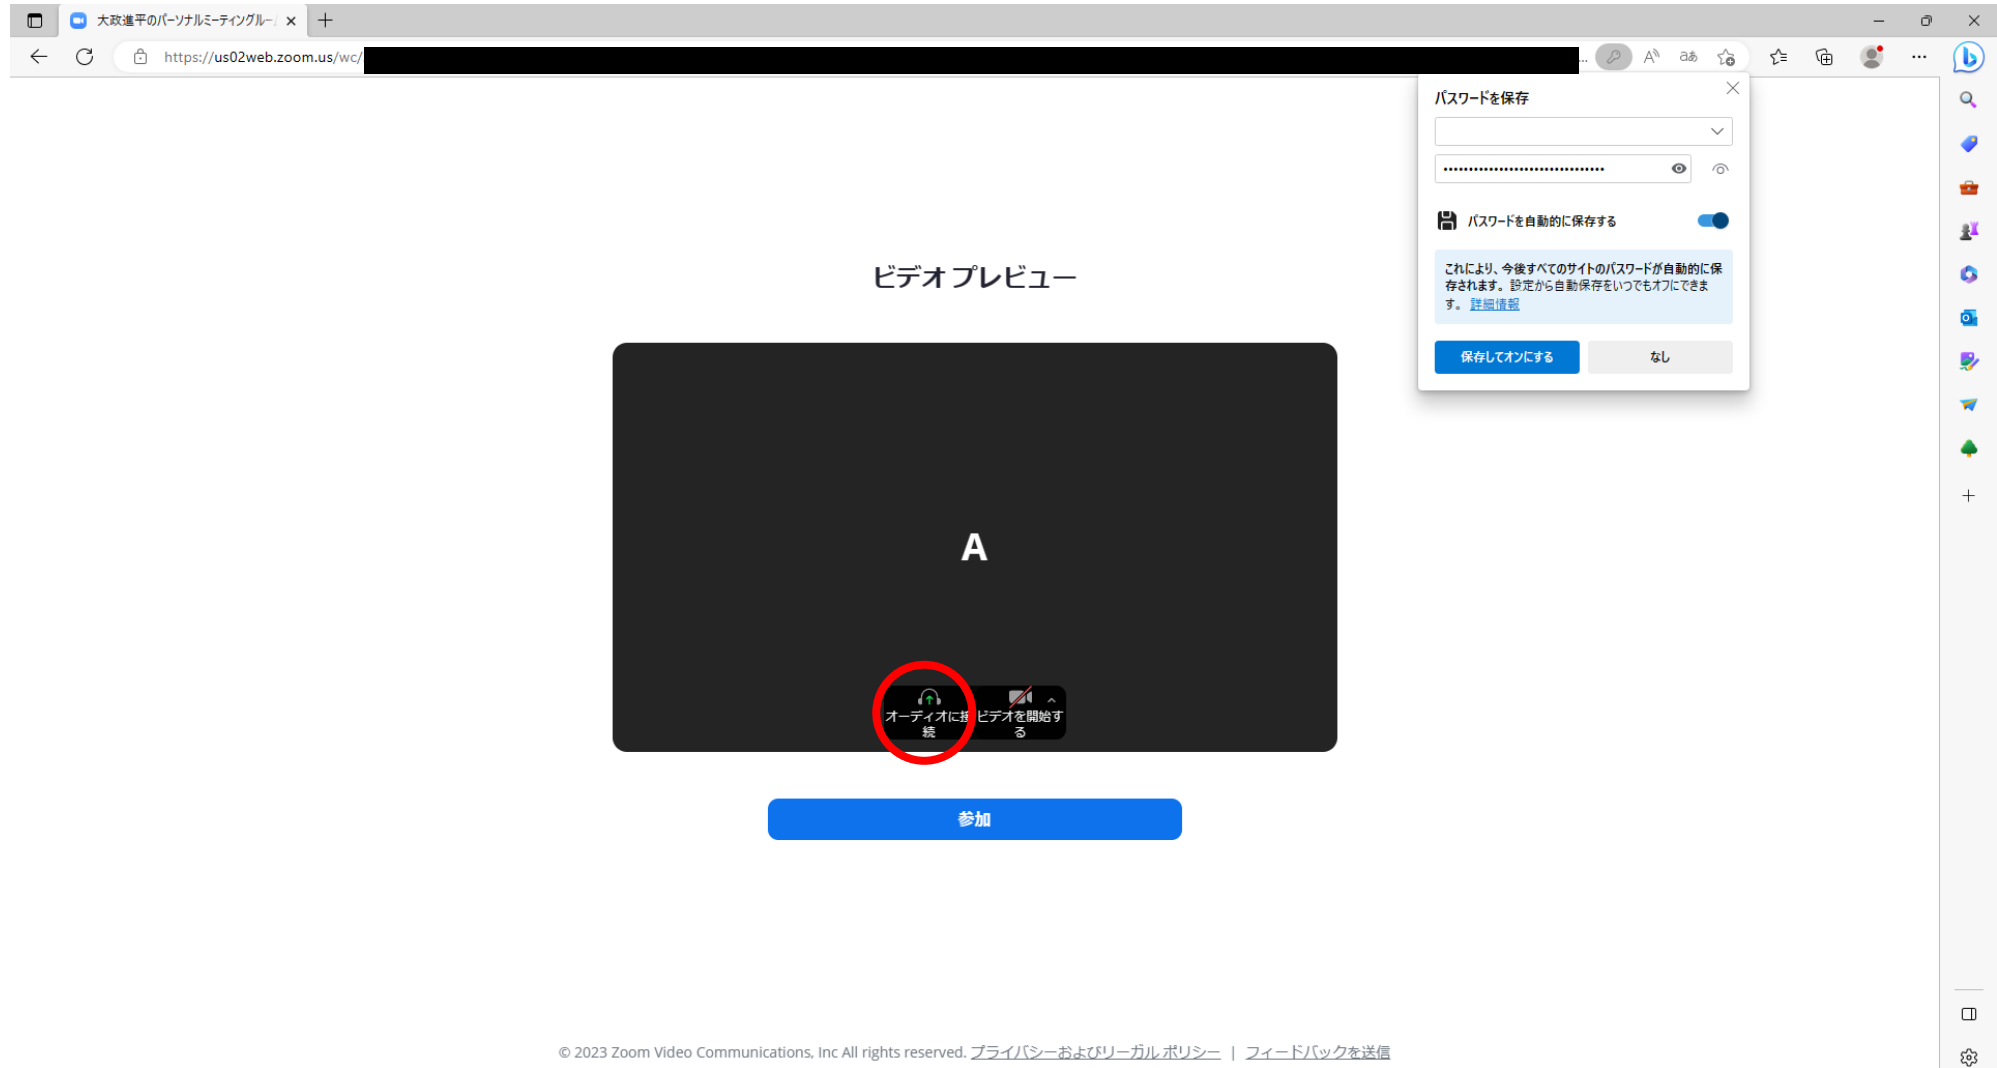 大政進平のパーソナルミーティングルー
https://us02web.zoom.us/wc/
...
aあ
パスワードを保存
••••••••••••••••••••••••••••••••
パスワードを自動的に保存する
これにより、今後すべてのサイトのパスワードが自動的に保
存されます。設定から自動保存をいつでもオフにできま
す。 詳細情報
保存してオンにする
なし
ビデオ プレビュー
A
オーディオに接
続
ビデオを開始す
る
参加
© 2023 Zoom Video Communications, Inc All rights reserved. プライバシーおよびリーガル ポリシー | フィードバックを送信